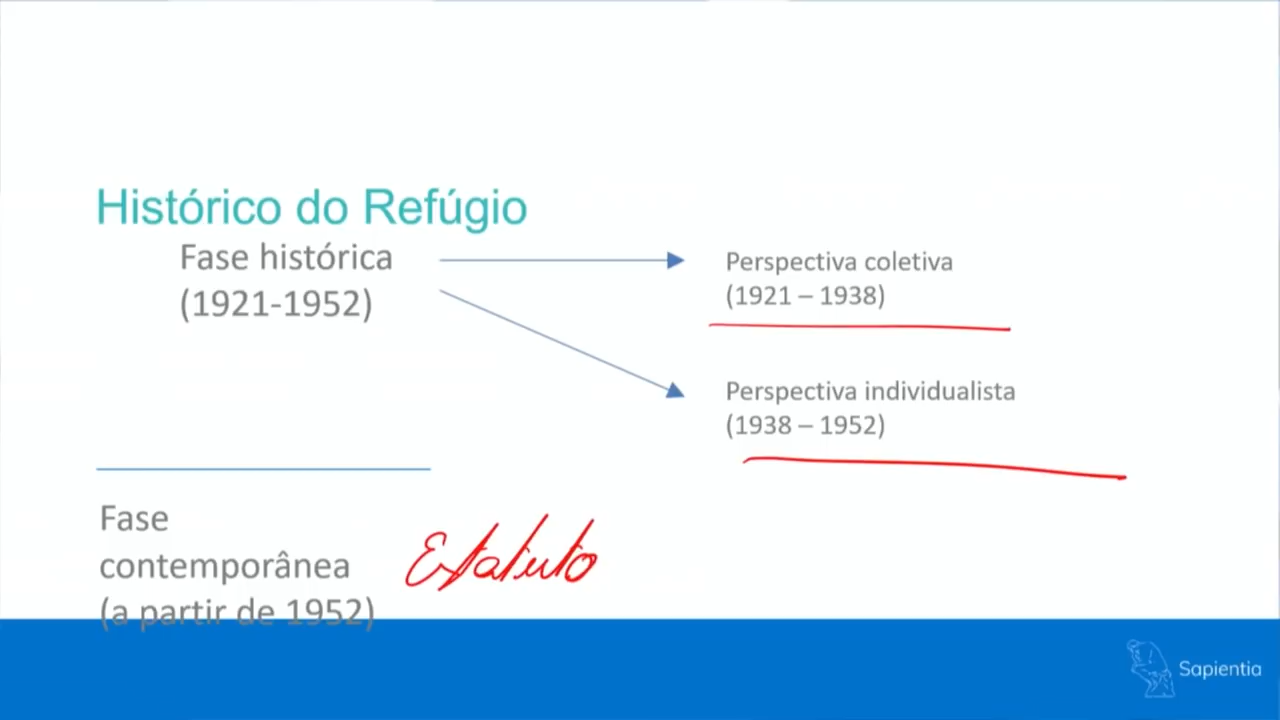 Histórico do Refúgio
Fase histórica
(1921-1952)
Perspectiva coletiva
(1921 – 1938)
Perspectiva individualista
(1938 – 1952)
Fase
contemporânea
(a partir de 1952)
Estatuto
Sapientia